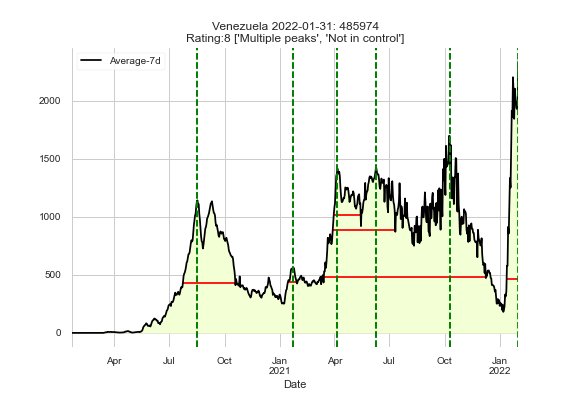 Venezuela 2022-01-31: 485974
Rating:8 ['Multiple peaks', 'Not in control']
Average-7d
2000
1500
1000
500
0
Apr Jul Oct Jan Apr Jul Oct Jan
2021 2022
Date